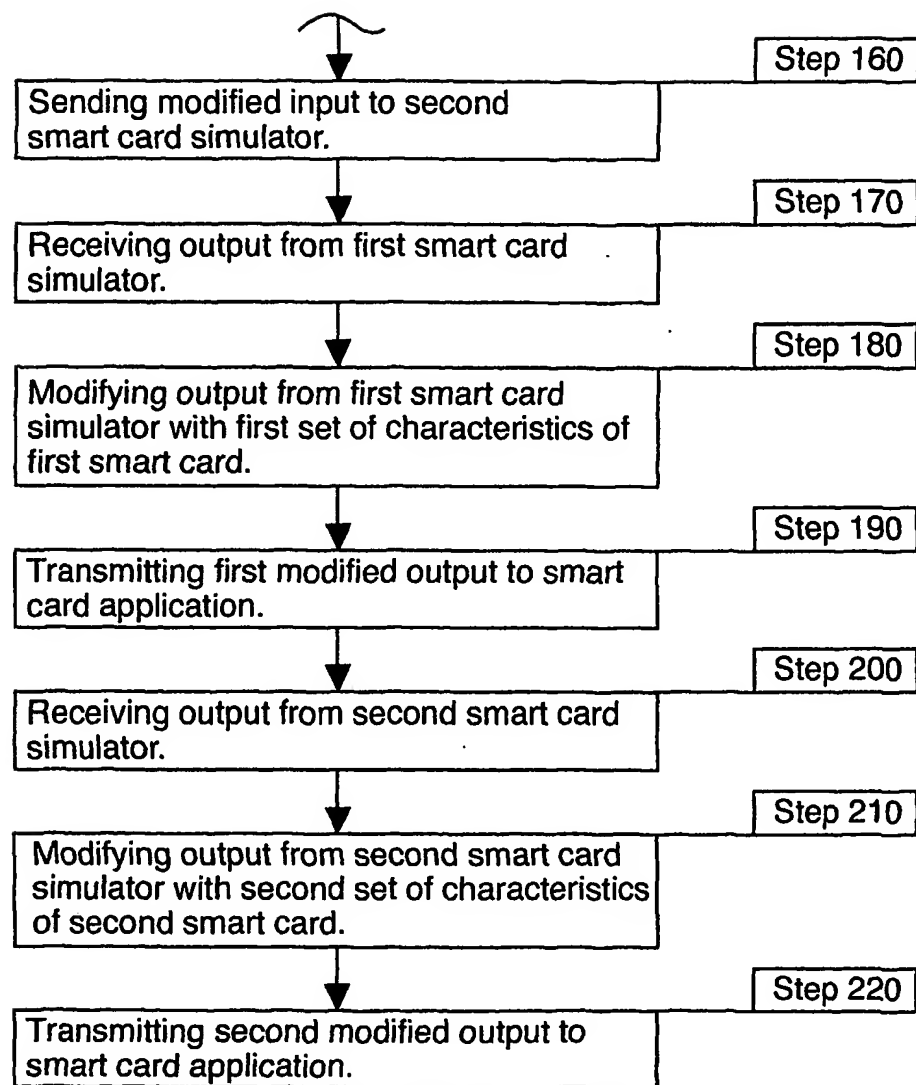 Step 160
Sending modified input to second
smart card simulator.
Step 170
Receiving output from first smart card
simulator.
Step 180
Modifying output from first smart card
simulator with first set of characteristics of
first smart card.
Step 190
Transmitting first modified output to smart
card application.
Step 200
Receiving output from second smart card
simulator.
Step 210
Modifying output from second smart card
simulator with second set of characteristics
of second smart card.
Step 220
Transmitting second modified output to
smart card application.